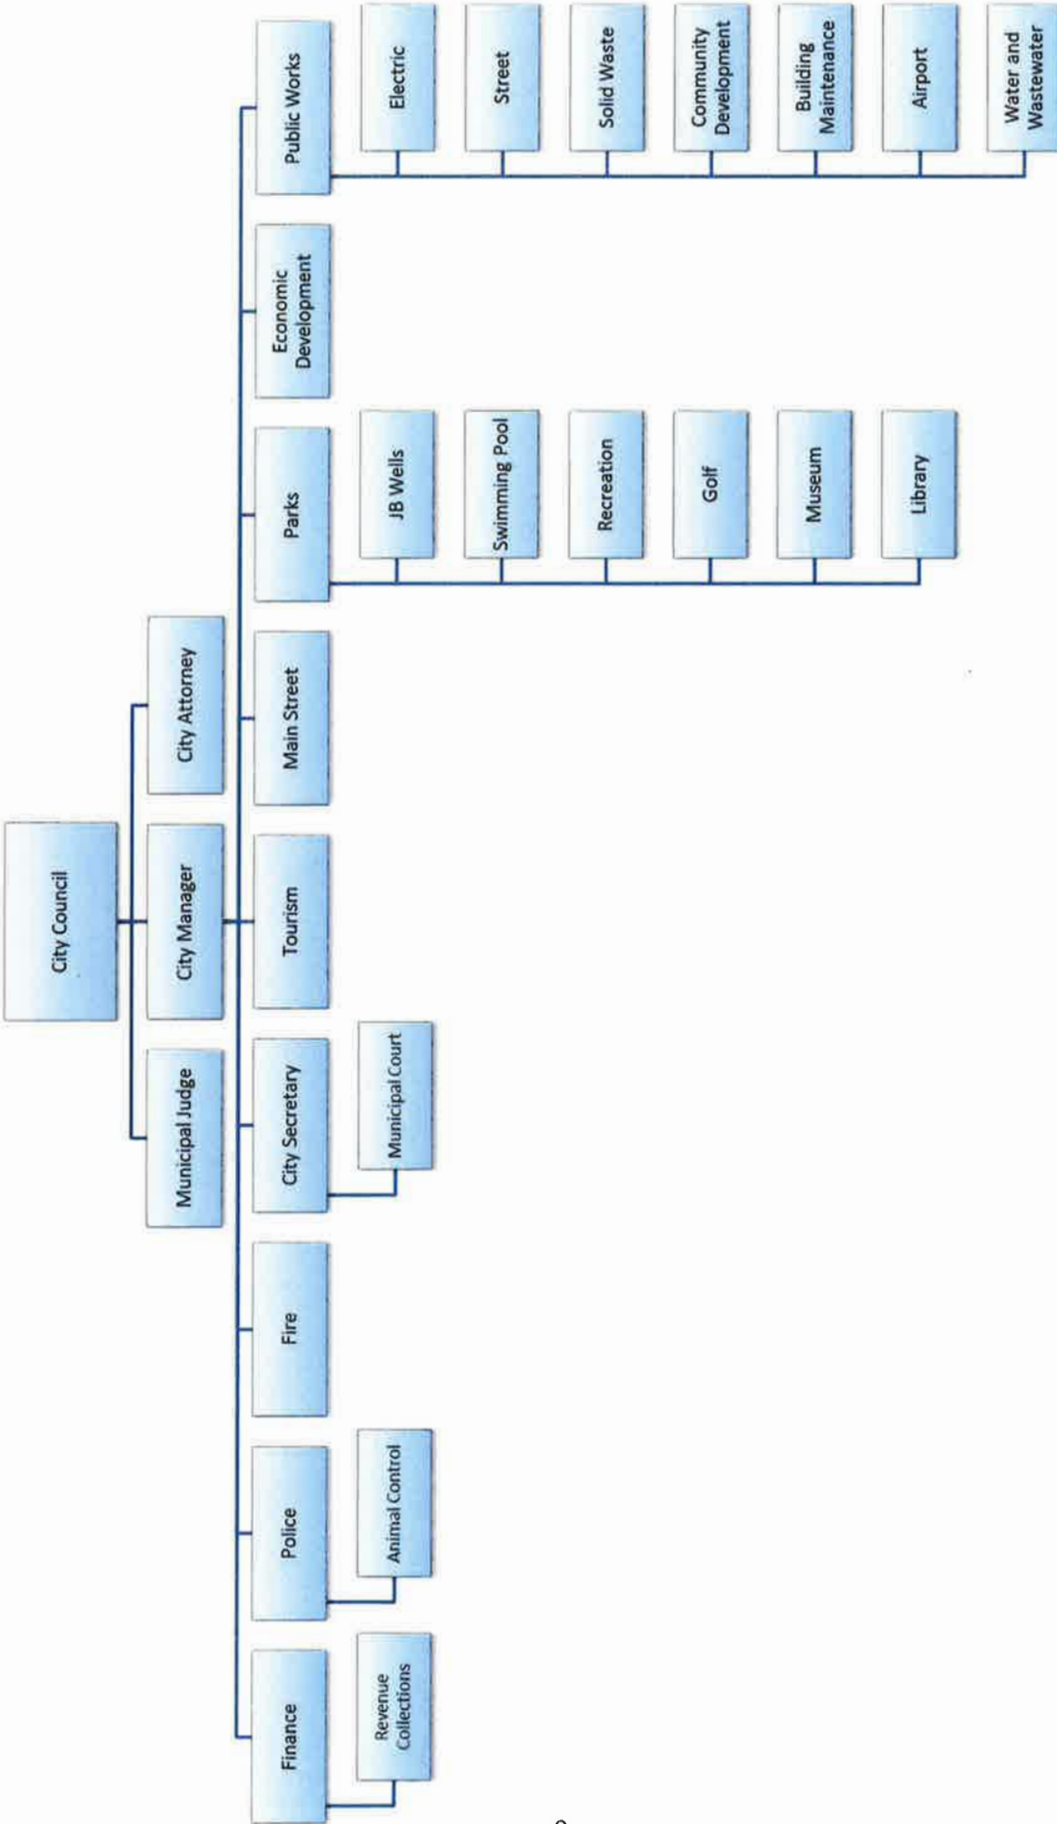 City Council
Municipal Judge
City Manager
City Attorney
Finance
Police
Fire
City Secretary
Tourism
Main Street
Parks
Economic
Development
Public Works
Revenue
Collections
Animal Control
Municipal Court
JB Wells
Swimming Pool
Recreation
Golf
Museum
Library
Electric
Street
Solid Waste
Community
Development
Building
Maintenance
Airport
Water and
Wastewater